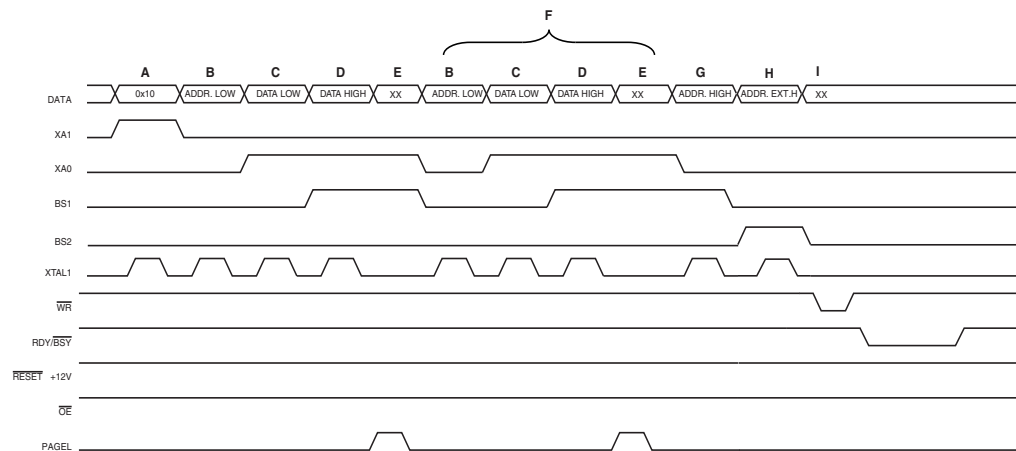 F
A B C D E B C D E G H I
DATA 0x10 ADDR. LOW DATA LOW DATA HIGH XX ADDR. LOW DATA LOW DATA HIGH XX ADDR. HIGH ADDR. EXT.H XX
XA1
XA0
BS1
BS2
XTAL1
WR
RDY/BSY
RESET +12V
OE
PAGEL